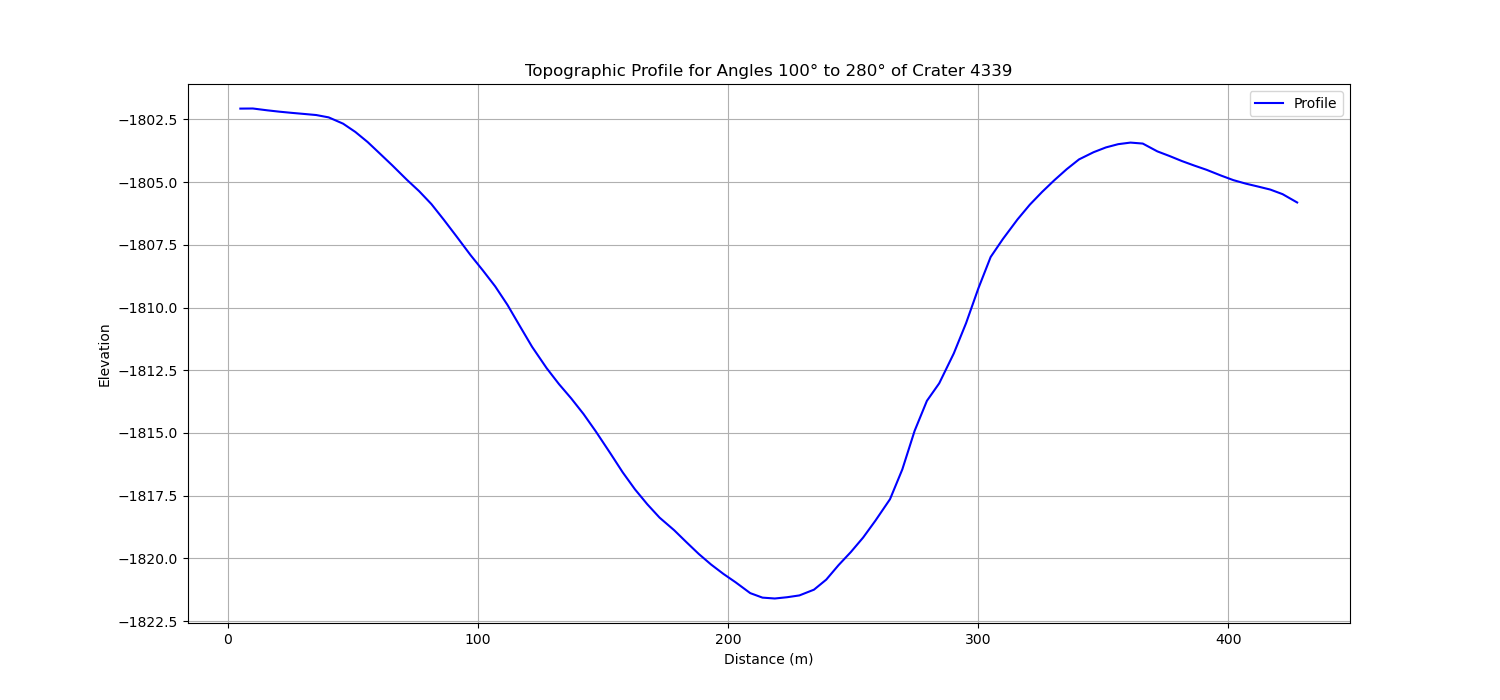 Topographic Profile for Angles 100° to 280° of Crater 4339
Profile
−1802.5
−1805.0
−1807.5
−1810.0
−1812.5
−1815.0
−1817.5
−1820.0
−1822.5
Elevation
0 100 200 300 400
Distance (m)